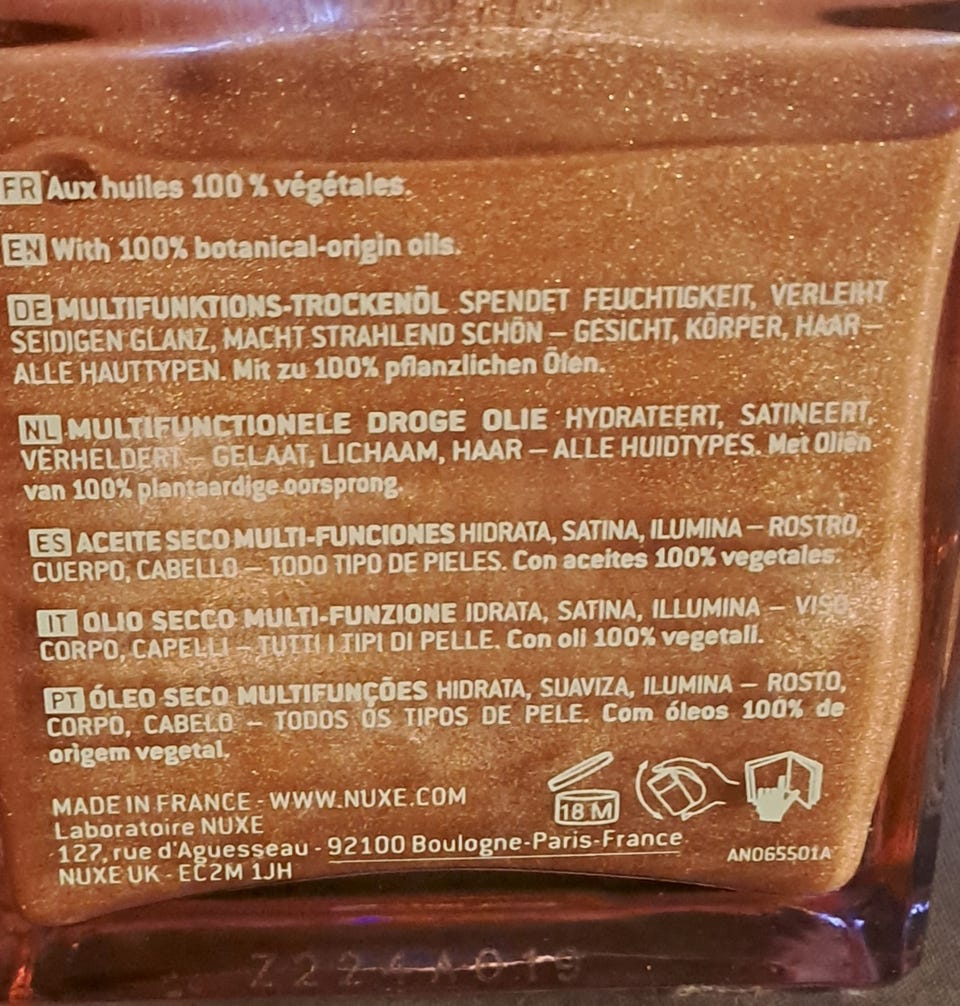 FR Aux huiles 100 % végétales.
EN With 100% botanical-origin oils.
DE MULTIFUNKTIONS-TROCKENÖL SPENDET FEUCHTIGKEIT, VERLEIHT
SEIDIGEN GLANZ, MACHT STRAHLEND SCHÖN – GESICHT, KÖRPER, HAAR –
ALLE HAUTTYPEN. Mit zu 100% pflanzlichen Ölen.
NL MULTIFUNCTIONELE DROGE OLIE HYDRATEERT, SATINEERT,
VERHELDERT – GELAAT, LICHAAM, HAAR – ALLE HUIDTYPES. Met Oliën
van 100% plantaardige oorsprong.
ES ACEITE SECO MULTI-FUNCIONES HIDRATA, SATINA, ILUMINA – ROSTRO,
CUERPO, CABELLO – TODO TIPO DE PIELES. Con aceites 100% vegetales.
IT OLIO SECCO MULTI-FUNZIONE IDRATA, SATINA, ILLUMINA – VISO,
CORPO, CAPELLI – TUTTI I TIPI DI PELLE. Con oli 100% vegetali.
PT ÓLEO SECO MULTIFUNÇÕES HIDRATA, SUAVIZA, ILUMINA – ROSTO,
CORPO, CABELO – TODOS OS TIPOS DE PELE. Com óleos 100% de
origem vegetal.
18 M
MADE IN FRANCE - WWW.NUXE.COM
Laboratoire NUXE
127, rue d'Aguesseau - 92100 Boulogne-Paris-France
NUXE UK - EC2M 1JH
AN065501A